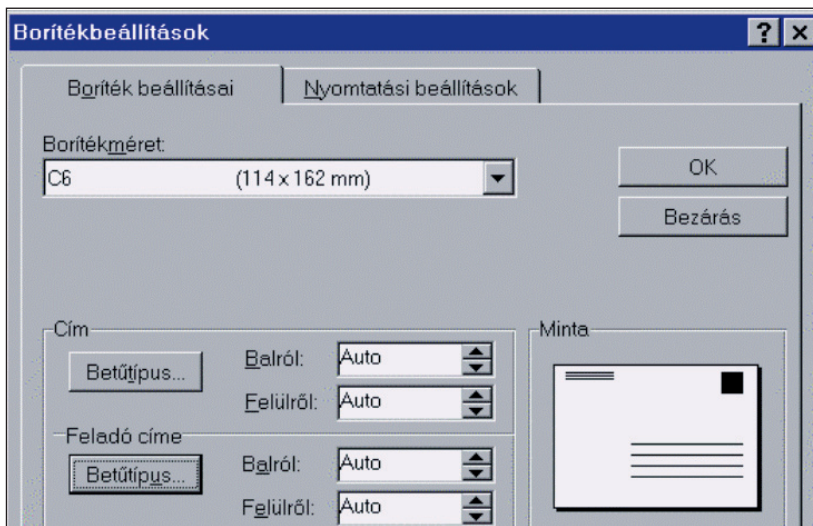 Borítékbeállítások
Boríték beállításai Nyomtatási beállítások
Borítékméret:
C6 (114 x 162 mm)
OK
Bezárás
Cím
Betűtípus...
Balról: Auto
Felülről: Auto
Feladó címe
Betűtípus...
Balról: Auto
Felülről: Auto
Minta